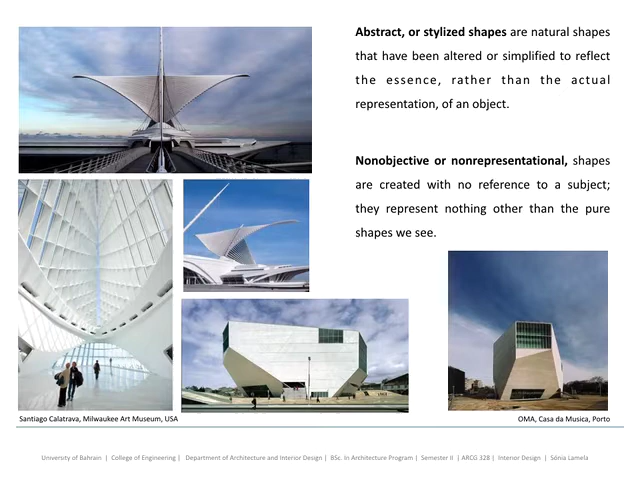 Abstract, or stylized shapes are natural shapes
that have been altered or simplified to reflect
the essence, rather than the actual
representation, of an object.
Nonobjective or nonrepresentational, shapes
are created with no reference to a subject;
they represent nothing other than the pure
shapes we see.
Santiago Calatrava, Milwaukee Art Museum, USA
OMA, Casa da Musica, Porto
University of Bahrain | College of Engineering | Department of Architecture and Interior Design | BSc. In Architecture Program | Semester II | ARCG 328 | Interior Design | Sónia Lamela